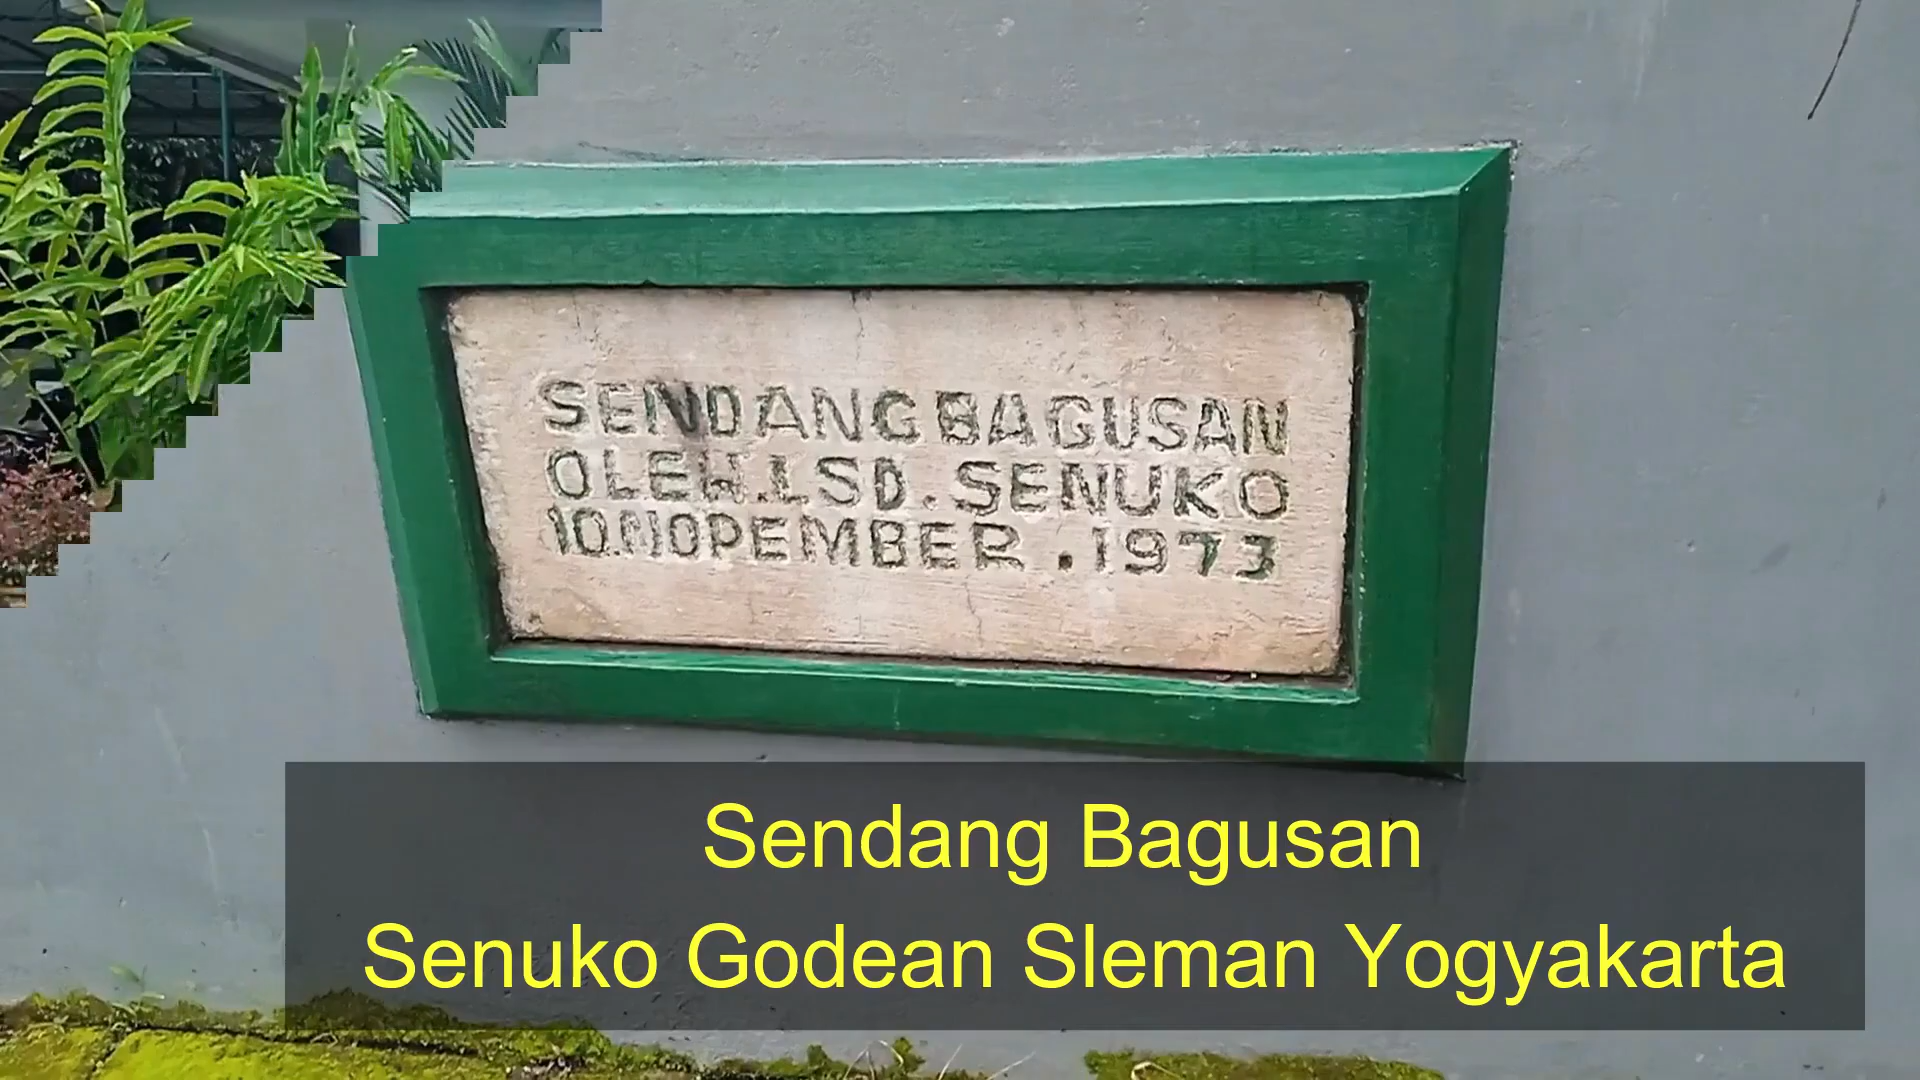 SENDANG BAGUSAN
OLEH.LSD.SENUKO
10.NOPEMBER.1973
Sendang Bagusan
Senuko Godean Sleman Yogyakarta